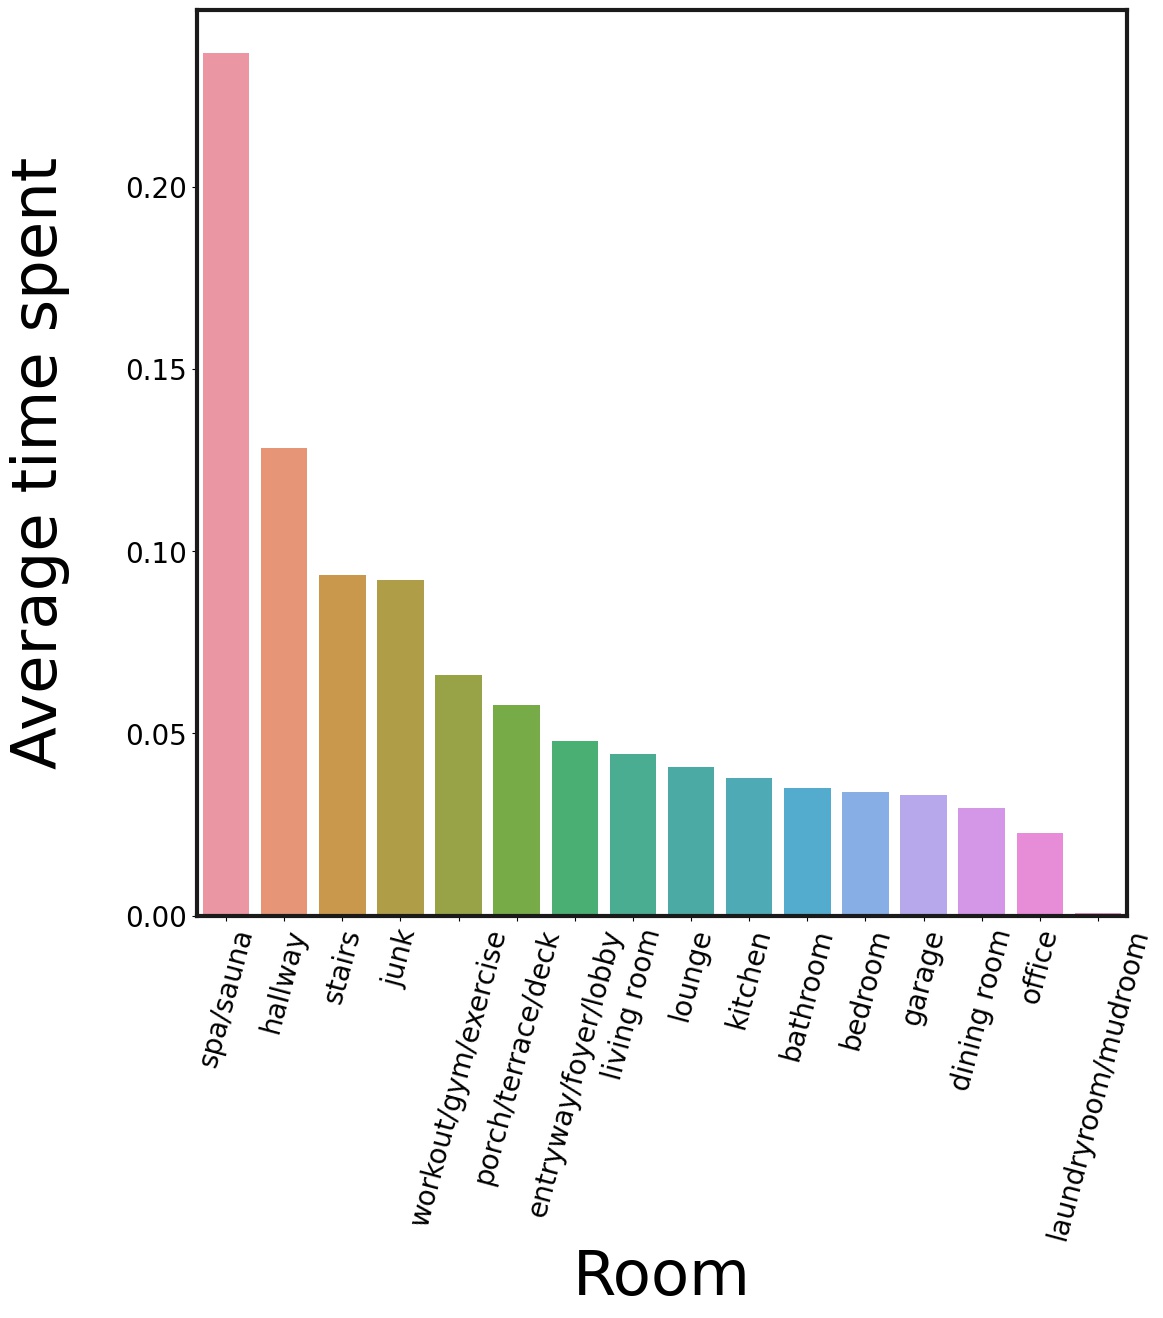 Average time spent
0.20
0.15
0.10
0.05
0.00
spa/sauna
hallway
stairs
junk
workout/gym/exercise
porch/terrace/deck
entryway/foyer/lobby
living room
lounge
kitchen
bathroom
bedroom
garage
dining room
office
laundryroom/mudroom
Room